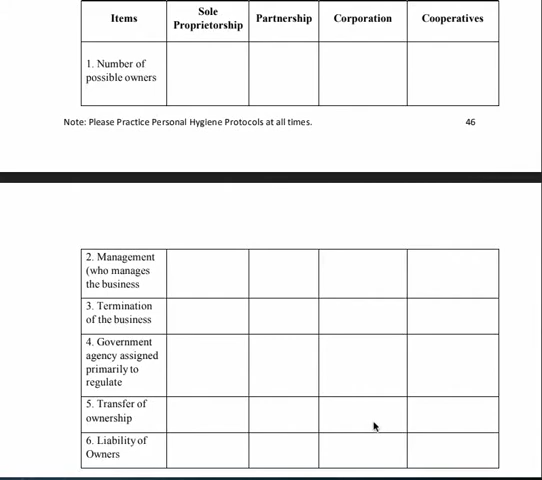 Items
Sole
Proprietorship
Partnership
Corporation
Cooperatives
1. Number of
possible owners
Note: Please Practice Personal Hygiene Protocols at all times.
46
2. Management
(who manages
the business
3. Termination
of the business
4. Government
agency assigned
primarily to
regulate
5. Transfer of
ownership
6. Liability of
Owners